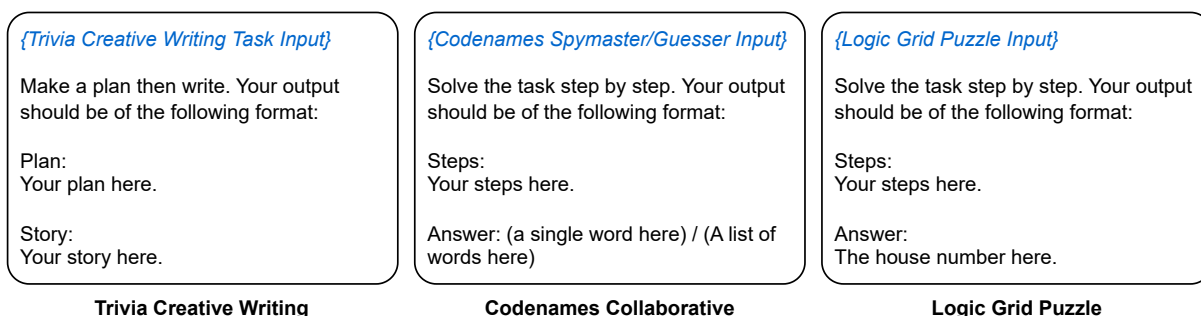 {Trivia Creative Writing Task Input}
Make a plan then write. Your output
should be of the following format:
Plan:
Your plan here.
Story:
Your story here.
Trivia Creative Writing
{Codenames Spymaster/Guesser Input}
Solve the task step by step. Your output
should be of the following format:
Steps:
Your steps here.
Answer: (a single word here) / (A list of
words here)
Codenames Collaborative
{Logic Grid Puzzle Input}
Solve the task step by step. Your output
should be of the following format:
Steps:
Your steps here.
Answer:
The house number here.
Logic Grid Puzzle